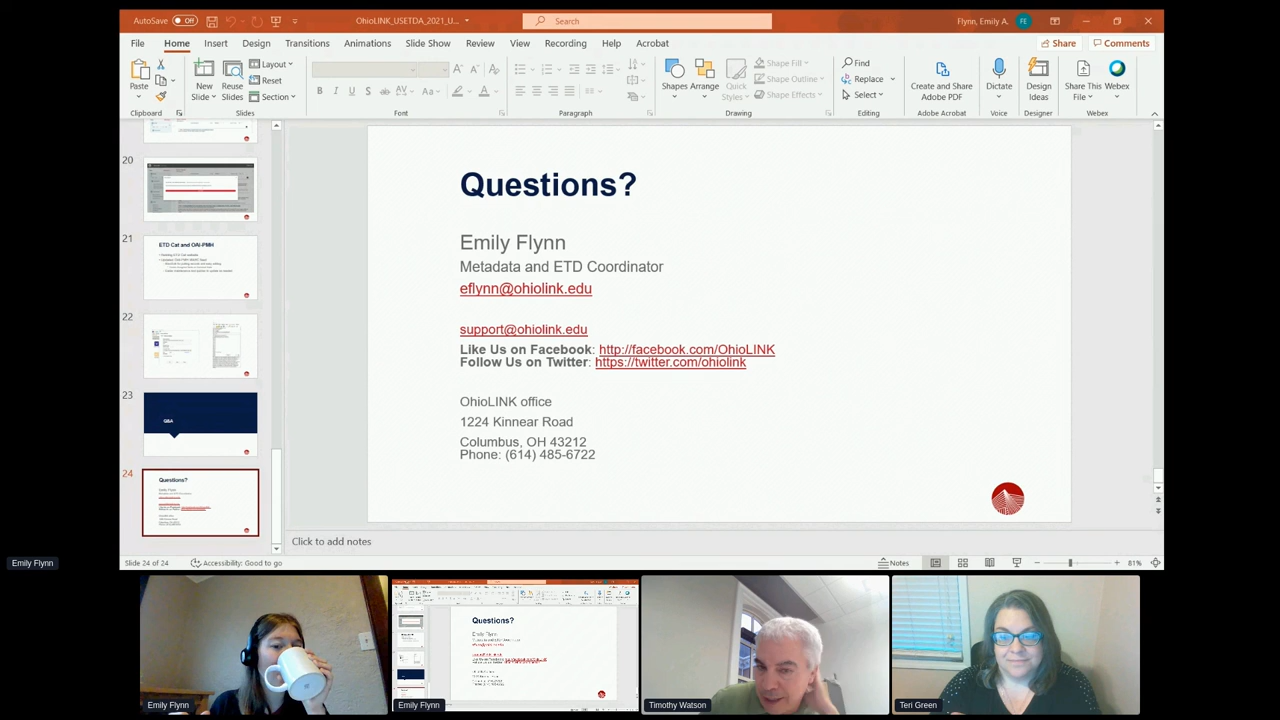 AutoSave
Off
OhioLINK_USETDA_2021_U...
Search
Flynn, Emily A.
FE
File
Home
Insert
Design
Transitions
Animations
Slide Show
Review
View
Recording
Help
Acrobat
Share
Comments
Paste
Clipboard
New
Slide
Reuse
Slides
Layout
Reset
Section
Slides
Font
Paragraph
Shapes
Arrange
Quick
Styles
Shape Fill
Shape Outline
Shape Effects
Drawing
Find
Replace
Select
Editing
Create and Share
Adobe PDF
Adobe Acrobat
Dictate
Voice
Design
Ideas
Designer
Share This
File
Webex
Webex
20
21
ETD Cat and OAI-PMH
22
23
Q&A
24
Questions?
Questions?
Emily Flynn
Metadata and ETD Coordinator
eflynn@ohiolink.edu
support@ohiolink.edu
Like Us on Facebook: http://facebook.com/OhioLINK
Follow Us on Twitter: https://twitter.com/ohiolink
OhioLINK office
1224 Kinnear Road
Columbus, OH 43212
Phone: (614) 485-6722
Click to add notes
Slide 24 of 24
Accessibility: Good to go
Notes
81%
Emily Flynn
Questions?
Emily Flynn
Emily Flynn
Timothy Watson
Teri Green